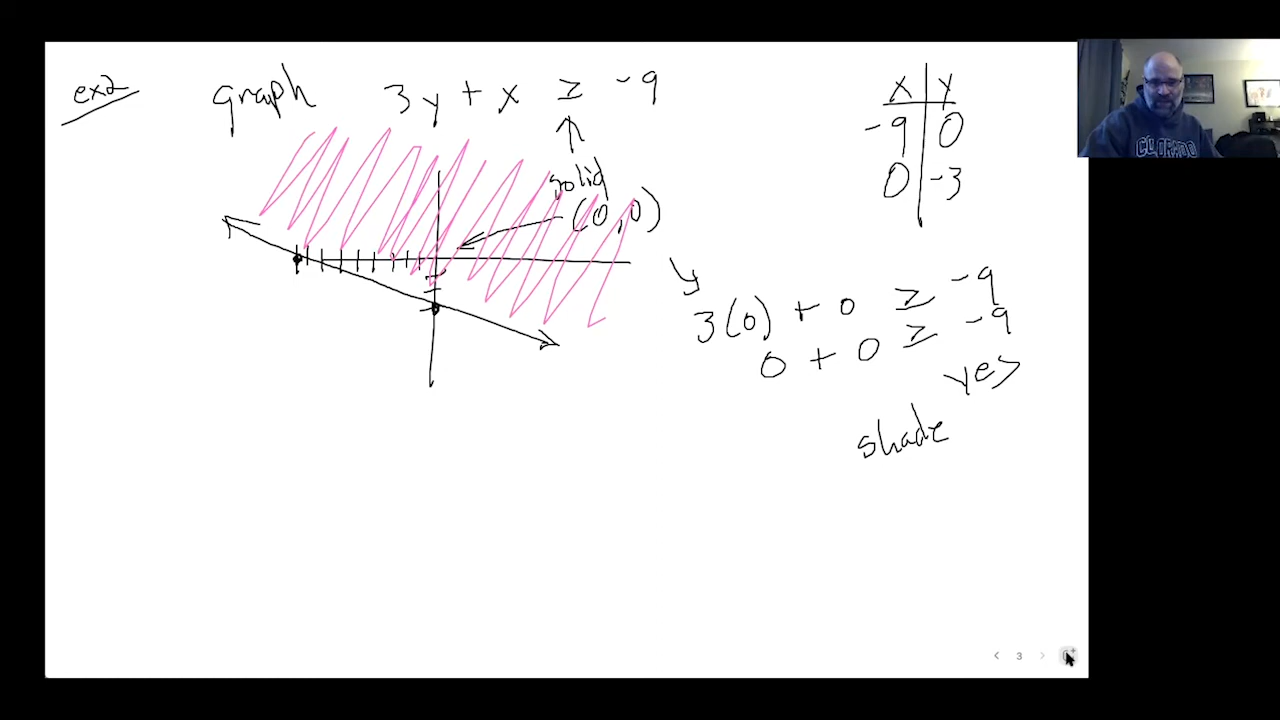 ex2 graph 3y + x ≥ -9
solid
(0,0)
x y
-9 0
0 -3
3(0) + 0 ≥ -9
0 + 0 ≥ -9
yes
shade
COLORADO
3